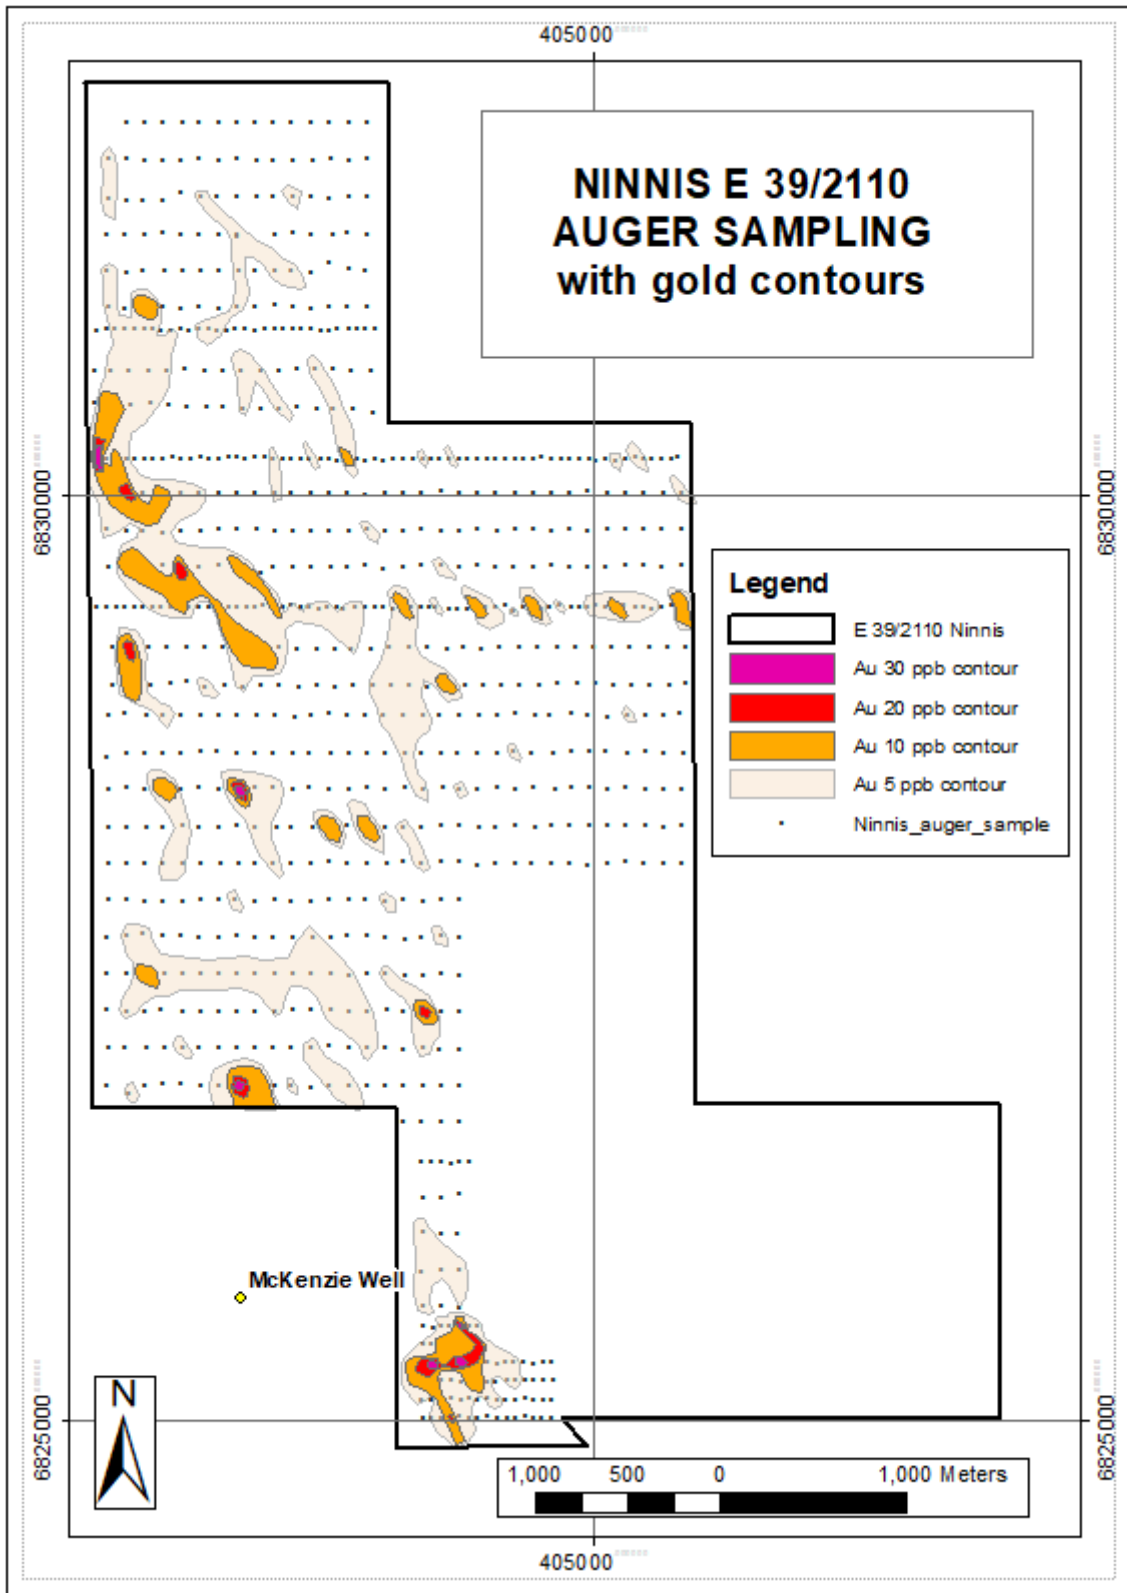 405000
NINNIS E 39/2110
AUGER SAMPLING
with gold contours
6830000
6830000
Legend
E 39/2110 Ninnis
Au 30 ppb contour
Au 20 ppb contour
Au 10 ppb contour
Au 5 ppb contour
Ninnis_auger_sample
McKenzie Well
N
6825000
6825000
1,000 500 0 1,000 Meters
405000